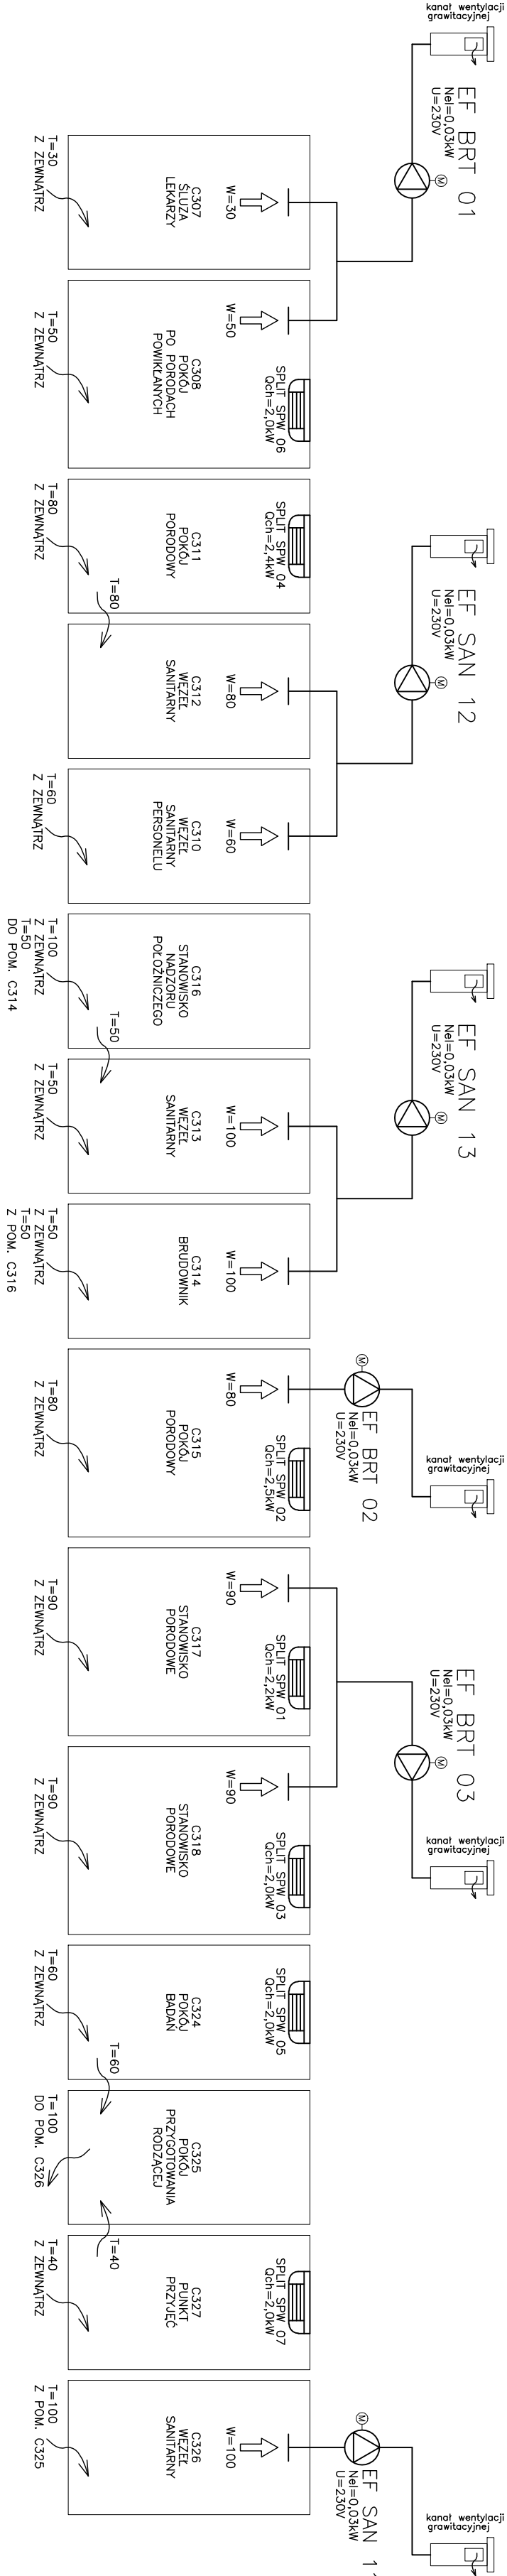 kanał wentylacji
grawitacyjnej
EF BRT 01
Nel=0,03kW
U=230V
M
C307
ŚLUZA
LEKARZY
W=30
T=30
Z ZEWNĄTRZ
C308
POKÓJ
PO PORODACH
POWIKŁANYCH
W=50
SPLIT SPW 06
Qch=2,0kW
T=50
Z ZEWNĄTRZ
C311
POKÓJ
PORODOWY
SPLIT SPW 04
Qch=2,4kW
T=80
Z ZEWNĄTRZ
T=80
EF SAN 12
Nel=0,03kW
U=230V
M
C312
WĘZEŁ
SANITARNY
W=80
C310
WĘZEŁ
SANITARNY
PERSONELU
W=60
T=60
Z ZEWNĄTRZ
C316
STANOWISKO
NADZORU
POŁOŻNICZEGO
T=100
Z ZEWNĄTRZ
T=50
DO POM. C314
T=50
EF SAN 13
Nel=0,03kW
U=230V
M
C313
WĘZEŁ
SANITARNY
W=100
T=50
Z ZEWNĄTRZ
C314
BRUDOWNIK
W=100
T=50
Z ZEWNĄTRZ
T=50
Z POM. C316
kanał wentylacji
grawitacyjnej
EF BRT 02
Nel=0,03kW
U=230V
M
C315
POKÓJ
PORODOWY
W=80
SPLIT SPW 02
Qch=2,5kW
T=80
Z ZEWNĄTRZ
EF BRT 03
Nel=0,03kW
U=230V
M
kanał wentylacji
grawitacyjnej
C317
STANOWISKO
PORODOWE
W=90
SPLIT SPW 01
Qch=2,2kW
T=90
Z ZEWNĄTRZ
C318
STANOWISKO
PORODOWE
W=90
SPLIT SPW 03
Qch=2,0kW
T=90
Z ZEWNĄTRZ
C324
POKÓJ
BADAŃ
SPLIT SPW 05
Qch=2,0kW
T=60
Z ZEWNĄTRZ
T=60
C325
POKÓJ
PRZYGOTOWANIA
RODZĄCEJ
T=100
DO POM. C326
T=40
C327
PUNKT
PRZYJĘĆ
SPLIT SPW 07
Qch=2,0kW
T=40
Z ZEWNĄTRZ
C326
WĘZEŁ
SANITARNY
W=100
T=100
Z POM. C325
kanał wentylacji
grawitacyjnej
EF SAN
Nel=0,03kW
U=230V
M